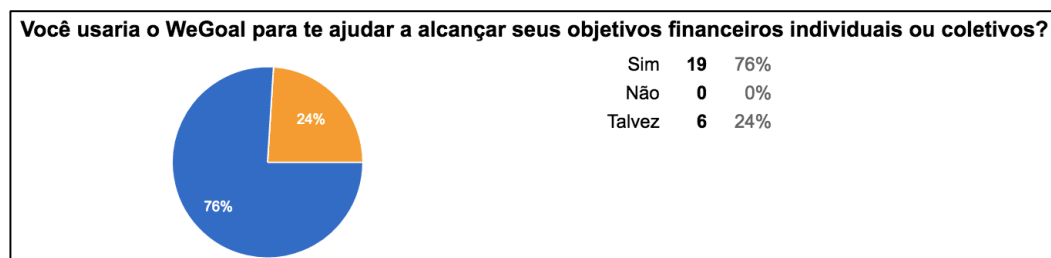 Você usaria o WeGoal para te ajudar a alcançar seus objetivos financeiros individuais ou coletivos?
Sim 19 76%
Não 0 0%
Talvez 6 24%
24%
76%